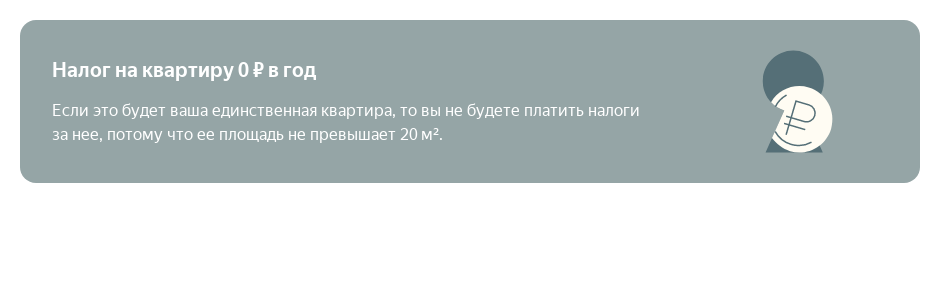 Налог на квартиру 0 ₽ в год
Если это будет ваша единственная квартира, то вы не будете платить налоги
за нее, потому что ее площадь не превышает 20 м².